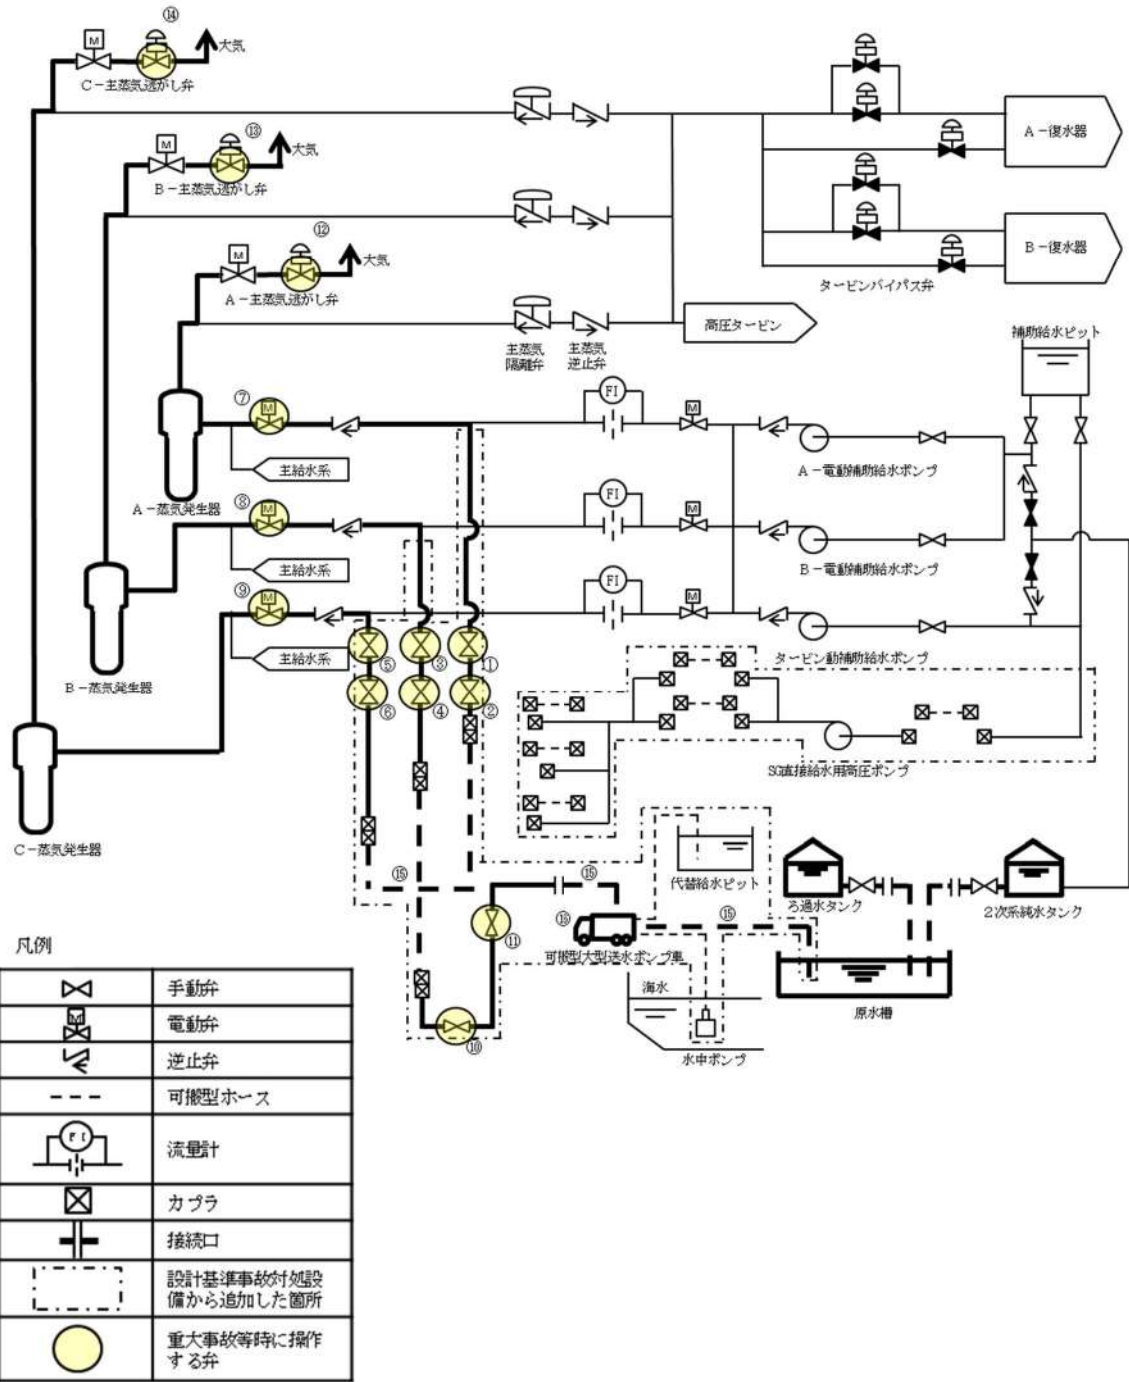 ⑭
M
大気
C－主蒸気逃がし弁
⑬
M
大気
B－主蒸気逃がし弁
⑫
M
大気
A－主蒸気逃がし弁
A－復水器
B－復水器
タービンバイパス弁
主蒸気
隔離弁
主蒸気
逆止弁
高圧タービン
補助給水ピット
⑦
M
FI
M
主給水系
A－電動補助給水ポンプ
A－蒸気発生器
⑧
M
FI
M
主給水系
B－電動補助給水ポンプ
⑨
M
FI
M
主給水系
タービン動補助給水ポンプ
B－蒸気発生器
⑤
③
①
⑥
④
②
SG直接給水用高圧ポンプ
C－蒸気発生器
⑮
⑮
代替給水ピット
ろ過水タンク
2次系純水タンク
⑪
⑮
⑮
可搬型大型送水ポンプ車
海水
原水槽
⑩
水中ポンプ
凡例
手動弁
M
電動弁
逆止弁
可搬型ホース
FI
流量計
カプラ
接続口
設計基準事故対処設
備から追加した箇所
重大事故等時に操作
する弁